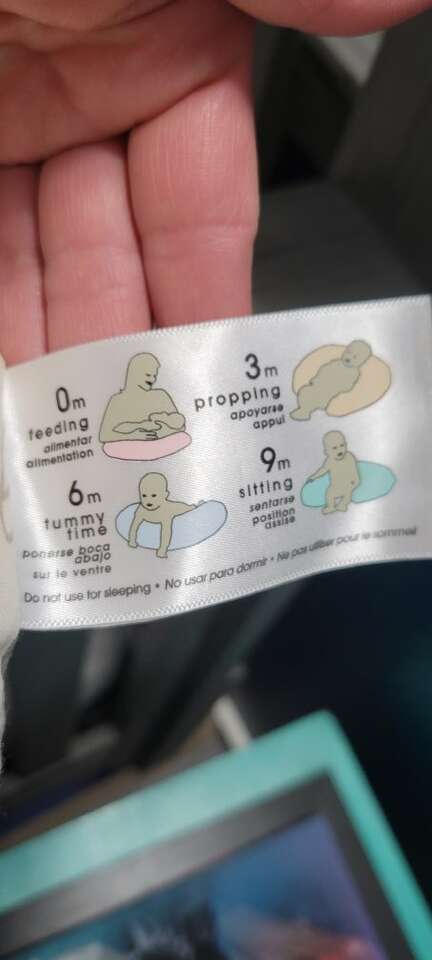 0m
feeding
alimentar
alimentation
3m
propping
apoyarse
appui
6m
tummy
time
ponerse boca
abajo
sur le ventre
9m
sitting
sentarse
position
assise
Do not use for sleeping • No usar para dormir • Ne pas utiliser pour le sommeil